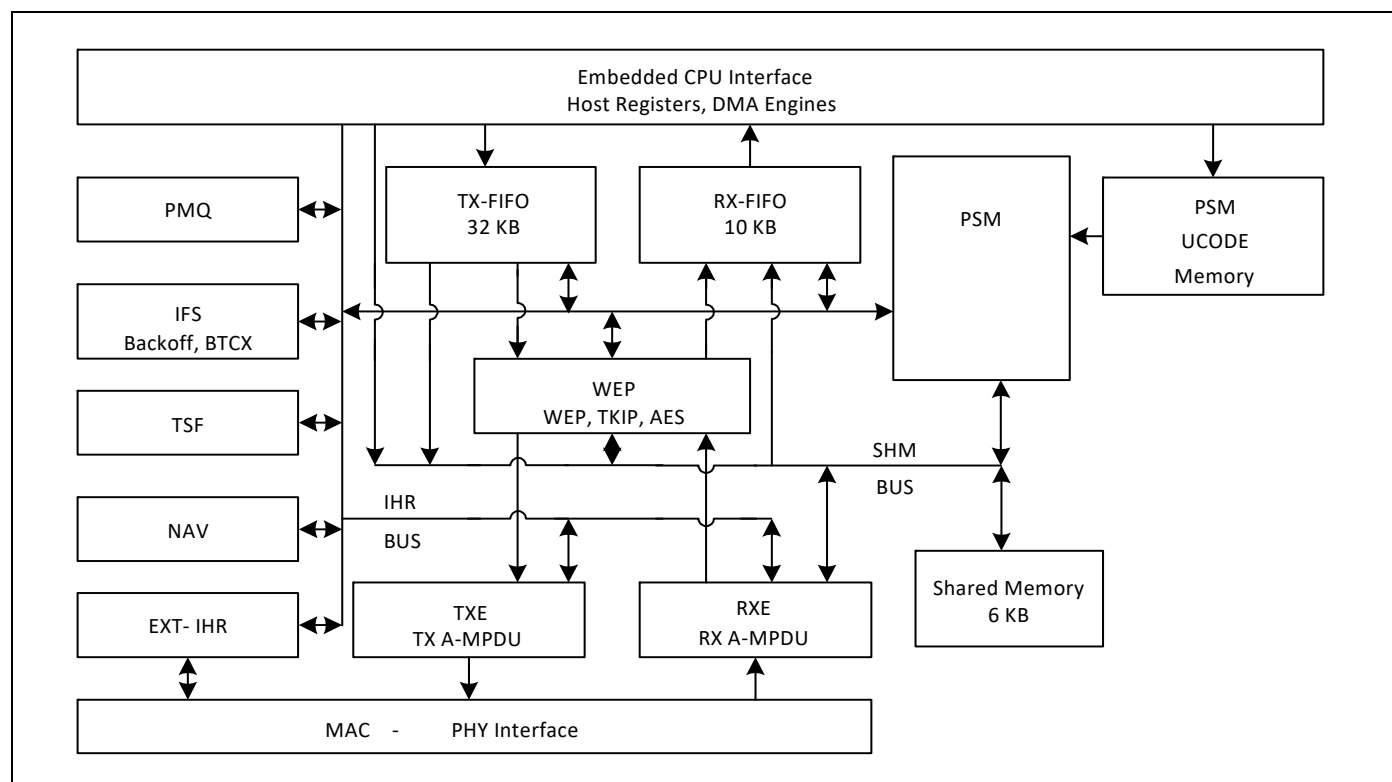 Embedded CPU Interface
Host Registers, DMA Engines
PMQ
TX-FIFO
32 KB
RX-FIFO
10 KB
PSM
PSM
UCODE
Memory
IFS
Backoff, BTCX
WEP
WEP, TKIP, AES
TSF
SHM
BUS
IHR
BUS
NAV
Shared Memory
6 KB
EXT- IHR
TXE
TX A-MPDU
RXE
RX A-MPDU
MAC - PHY Interface